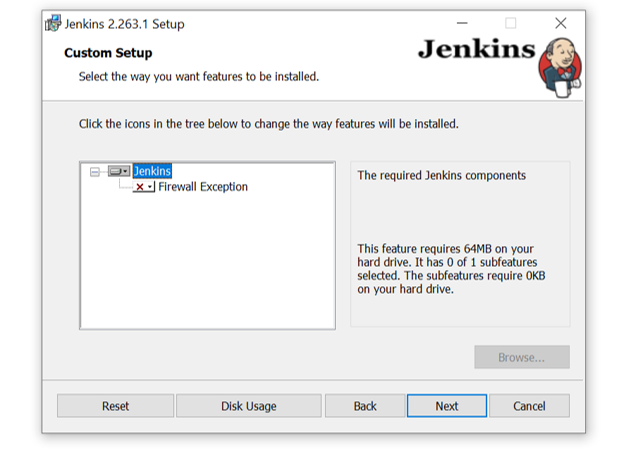 Jenkins 2.263.1 Setup
Custom Setup
Select the way you want features to be installed.
Jenkins
Click the icons in the tree below to change the way features will be installed.
Jenkins
Firewall Exception
The required Jenkins components
This feature requires 64MB on your
hard drive. It has 0 of 1 subfeatures
selected. The subfeatures require 0KB
on your hard drive.
Browse...
Reset
Disk Usage
Back
Next
Cancel